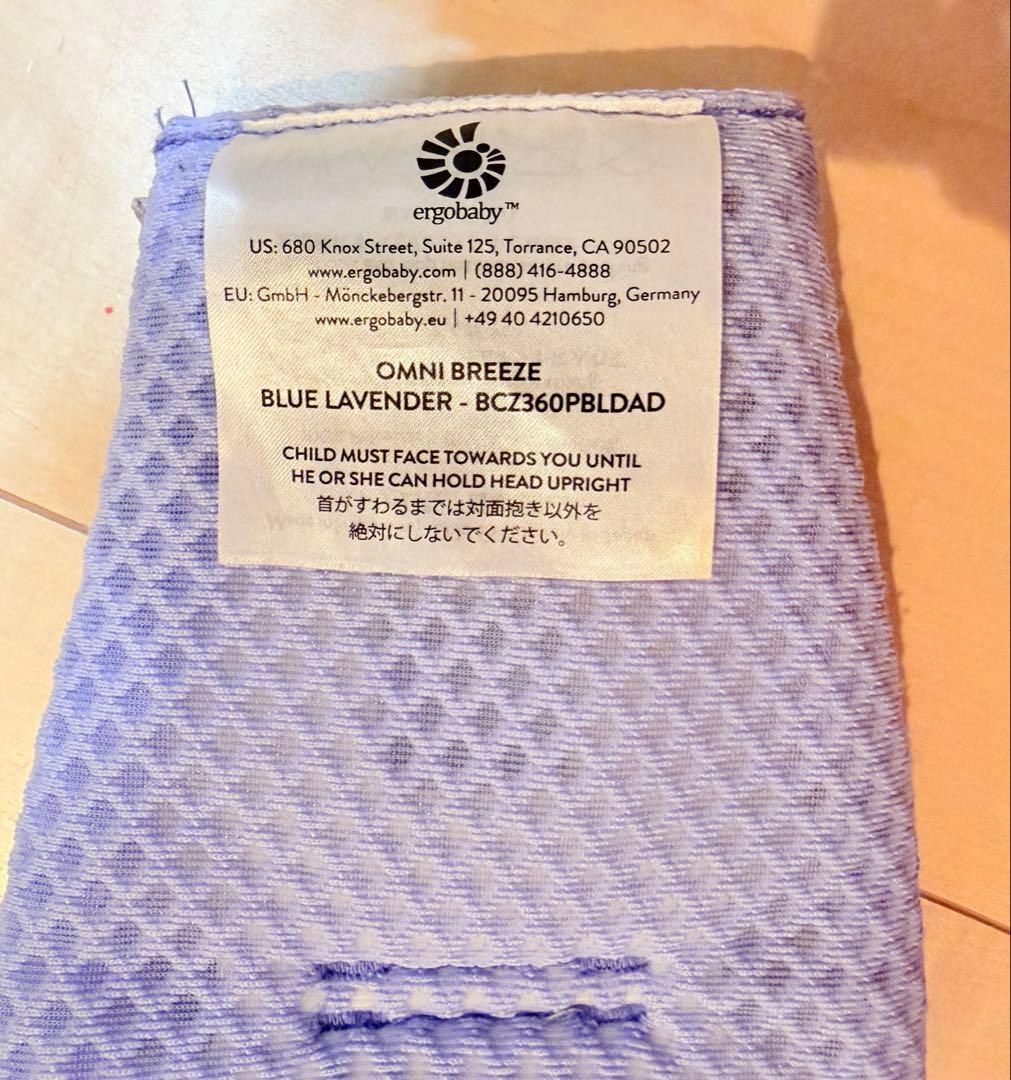 ergobaby™
US: 680 Knox Street, Suite 125, Torrance, CA 90502
www.ergobaby.com | (888) 416-4888
EU: GmbH - Mönckebergstr. 11 - 20095 Hamburg, Germany
www.ergobaby.eu | +49 40 4210650
OMNI BREEZE
BLUE LAVENDER - BCZ360PBLDAD
CHILD MUST FACE TOWARDS YOU UNTIL
HE OR SHE CAN HOLD HEAD UPRIGHT
首がすわるまでは対面抱き以外を
絶対にしないでください。